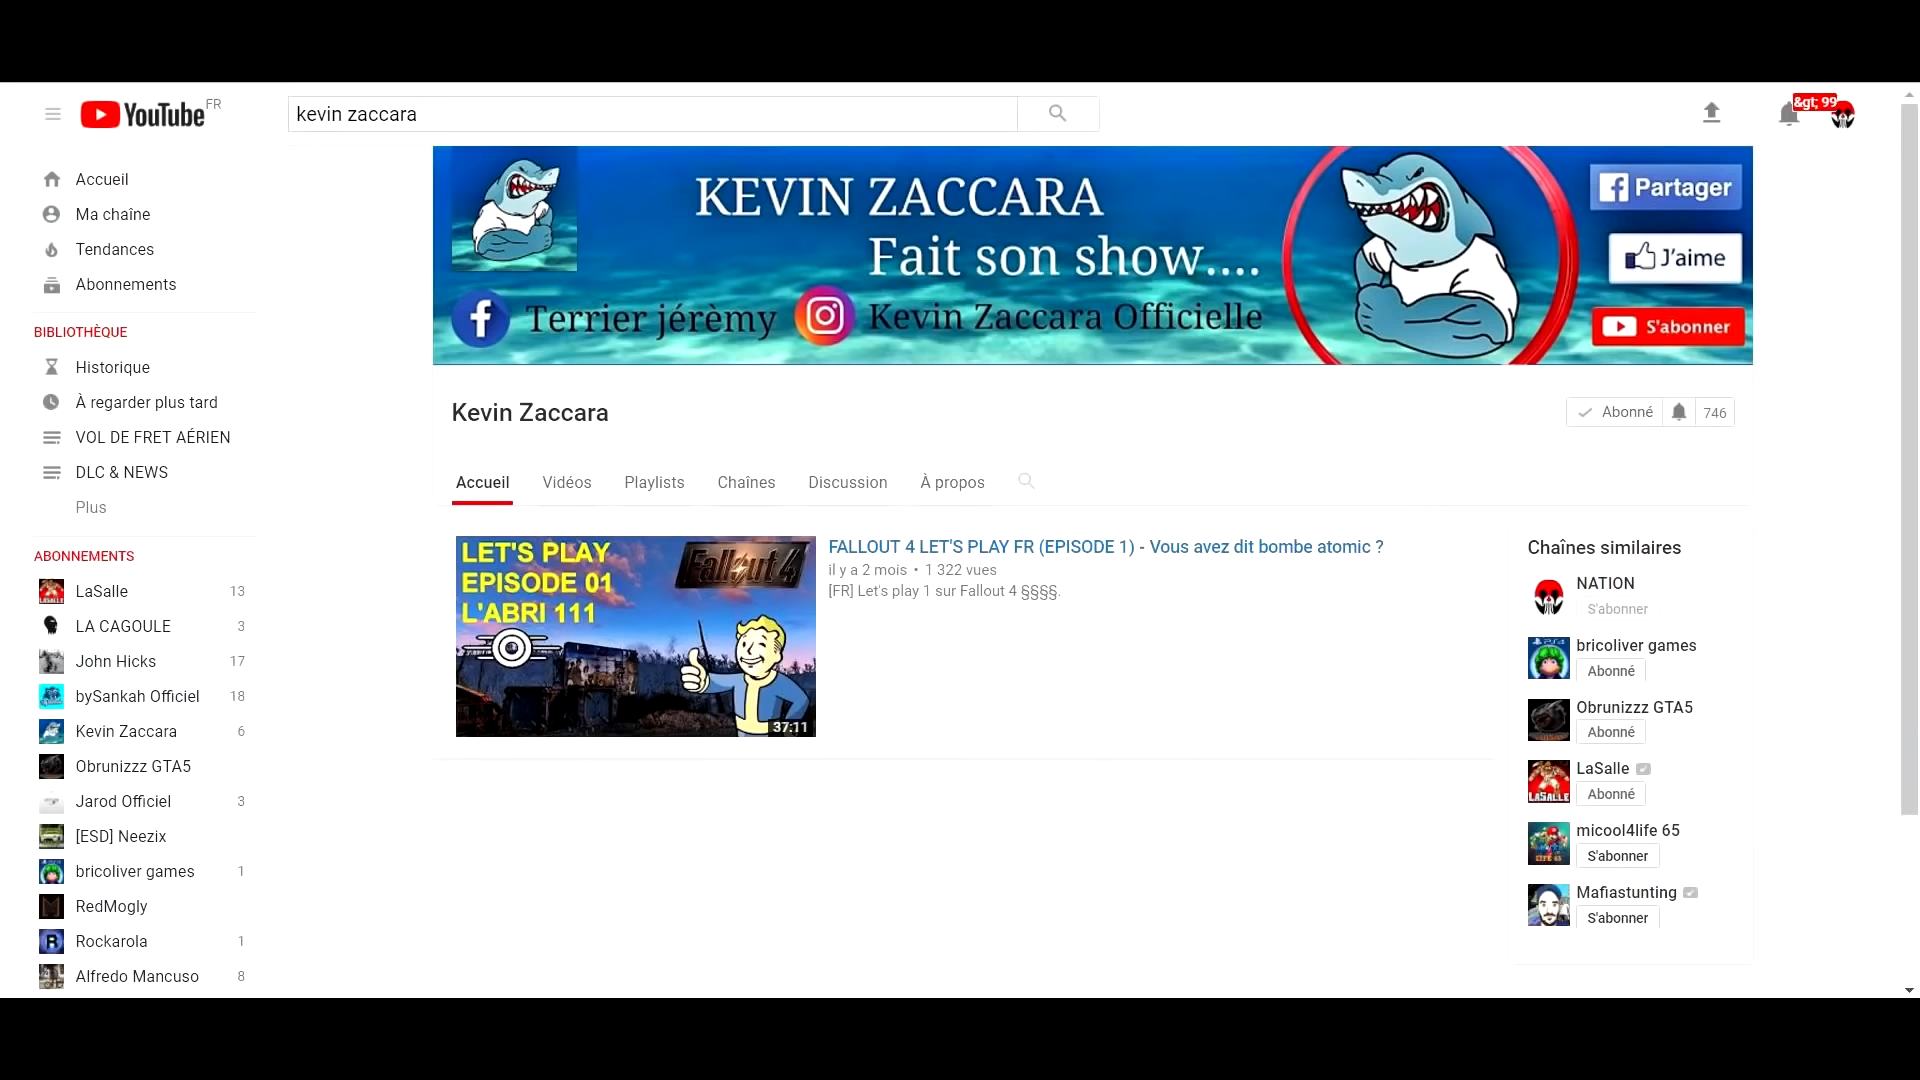 YouTube FR
kevin zaccara
&gt; 99
Accueil
Ma chaîne
Tendances
Abonnements
BIBLIOTHÈQUE
Historique
À regarder plus tard
VOL DE FRET AÉRIEN
DLC & NEWS
Plus
ABONNEMENTS
LaSalle 13
LA CAGOULE 3
John Hicks 17
bySankah Officiel 18
Kevin Zaccara 6
Obrunizzz GTA5
Jarod Officiel 3
[ESD] Neezix
bricoliver games 1
RedMogly
Rockarola 1
Alfredo Mancuso 8
KEVIN ZACCARA
Fait son show....
Terrier jérèmy Kevin Zaccara Officielle
Partager
J'aime
S'abonner
Kevin Zaccara
Abonné 746
Accueil Vidéos Playlists Chaînes Discussion À propos
LET'S PLAY
EPISODE 01
L'ABRI 111
Fallout 4
37:11
FALLOUT 4 LET'S PLAY FR (EPISODE 1) - Vous avez dit bombe atomic ?
il y a 2 mois • 1 322 vues
[FR] Let's play 1 sur Fallout 4 §§§§.
Chaînes similaires
NATION
S'abonner
bricoliver games
Abonné
Obrunizzz GTA5
Abonné
LaSalle
Abonné
micool4life 65
S'abonner
Mafiastunting
S'abonner